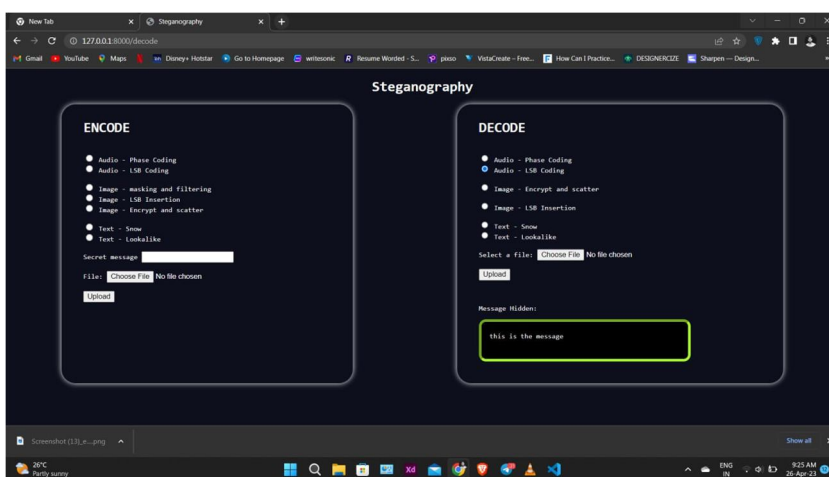 New Tab
Steganography
127.0.0.1:8000/decode
Gmail YouTube Maps Disney+ Hotstar Go to Homepage writesonic Resume Worded - S... pixso VistaCreate – Free... How Can I Practice... DESIGNERCIZE Sharpen — Design...
Steganography
ENCODE
Audio - Phase Coding
Audio - LSB Coding
Image - masking and filtering
Image - LSB Insertion
Image - Encrypt and scatter
Text - Snow
Text - Lookalike
Secret message
File: Choose File No file chosen
Upload
DECODE
Audio - Phase Coding
Audio - LSB Coding
Image - Encrypt and scatter
Image - LSB Insertion
Text - Snow
Text - Lookalike
Select a file: Choose File No file chosen
Upload
Message Hidden:
this is the message
Screenshot (13)_e....png
Show all
26°C
Partly sunny
Xd
ENG
IN
9:25 AM
26-Apr-23